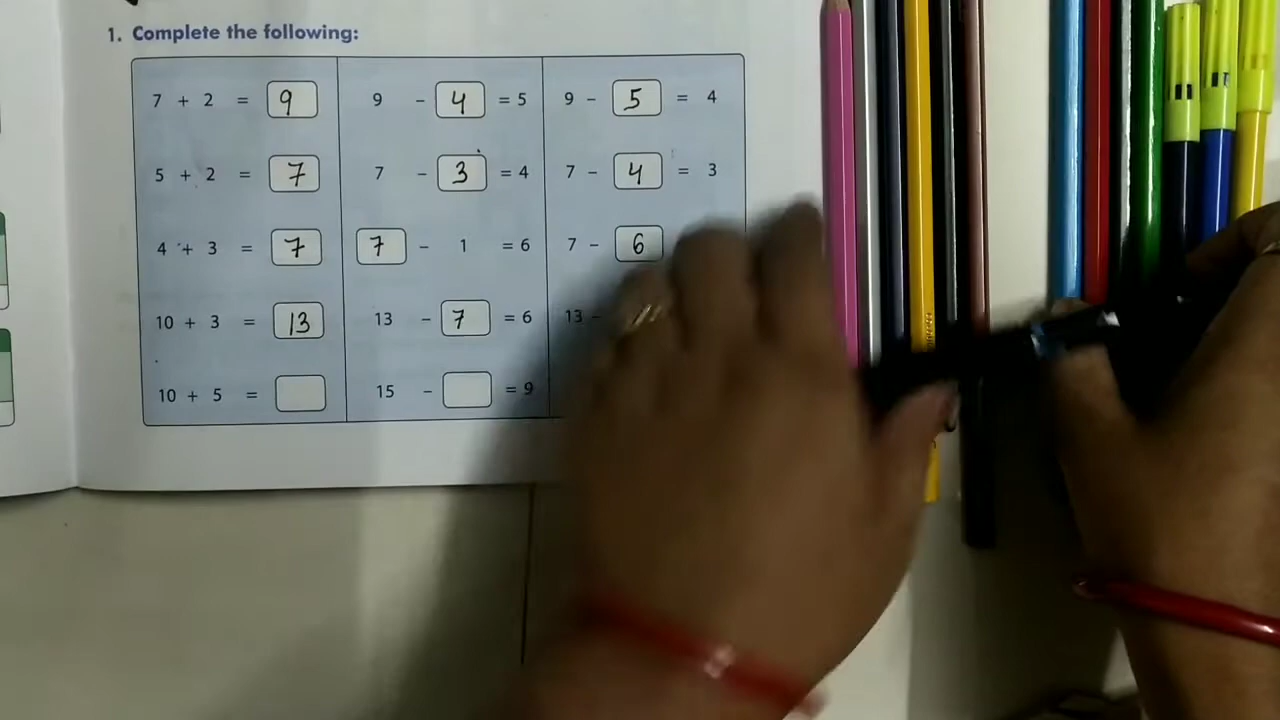 1. Complete the following:
7 + 2 = 9
9 - 4 = 5
9 - 5 = 4
5 + 2 = 7
7 - 3 = 4
7 - 4 = 3
4 + 3 = 7
7 - 1 = 6
7 - 6
10 + 3 = 13
13 - 7 = 6
13 -
10 + 5 =
15 - = 9